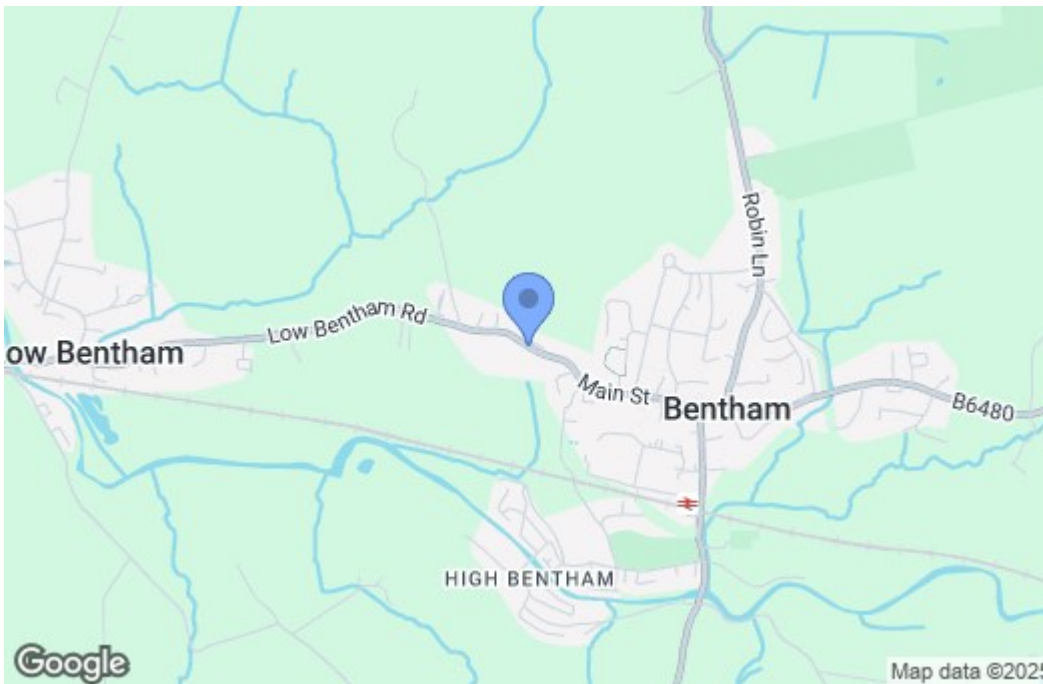 Robin Ln
Low Bentham Rd
ow Bentham
Main St
Bentham
B6480
HIGH BENTHAM
Google
Map data ©2025